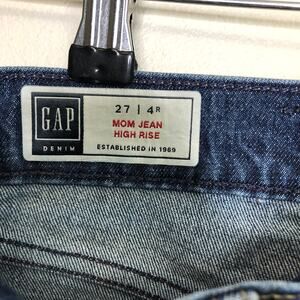 GAP
DENIM
27 | 4R
MOM JEAN
HIGH RISE
ESTABLISHED IN 1969